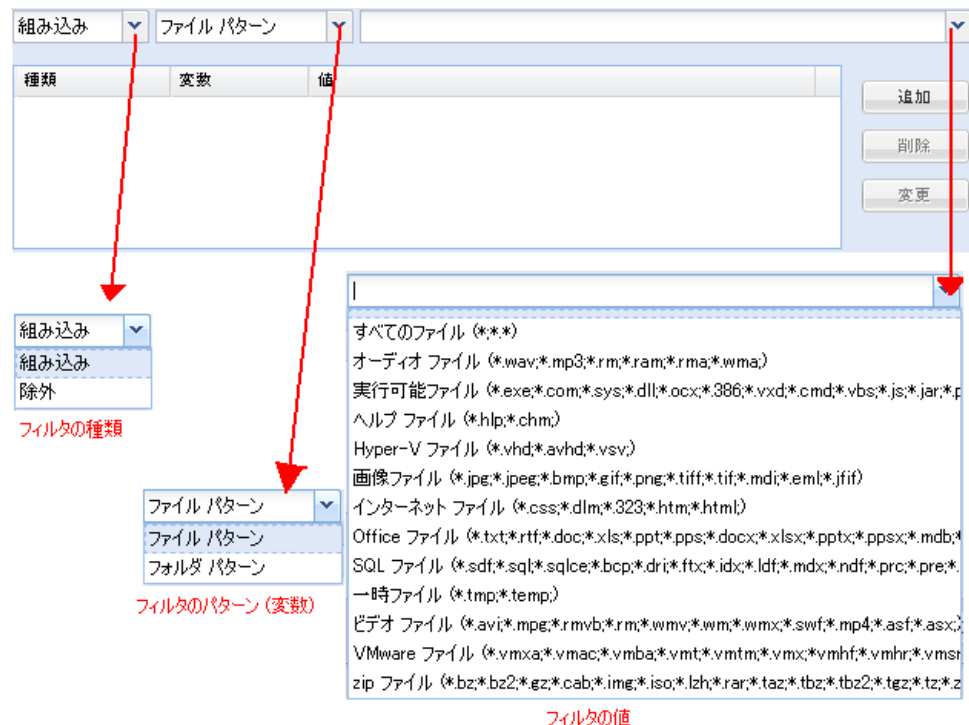 組み込み ファイル パターン
種類 変数 値
追加
削除
変更
組み込み
組み込み
除外
フィルタの種類
ファイル パターン
ファイル パターン
フォルダ パターン
フィルタのパターン (変数)
すべてのファイル (*;*.*)
オーディオ ファイル (*.wav;*.mp3;*.rm;*.ram;*.rma;*.wma;)
実行可能ファイル (*.exe;*.com;*.sys;*.dll;*.ocx;*.386;*.vxd;*.cmd;*.vbs;*.js;*.jar;*.p
ヘルプ ファイル (*.hlp;*.chm;)
Hyper-V ファイル (*.vhd;*.avhd;*.vsv;)
画像ファイル (*.jpg;*.jpeg;*.bmp;*.gif;*.png;*.tiff;*.tif;*.mdi;*.eml;*.jfif)
インターネット ファイル (*.css;*.dlm;*.323;*.htm;*.html;)
Office ファイル (*.txt;*.rtf;*.doc;*.xls;*.ppt;*.pps;*.docx;*.xlsx;*.pptx;*.ppsx;*.mdb;*
SQL ファイル (*.sdf;*.sql;*.sqlce;*.bcp;*.dri;*.ftx;*.idx;*.ldf;*.mdx;*.ndf;*.prc;*.pre;*.
一時ファイル (*.tmp;*.temp;)
ビデオ ファイル (*.avi;*.mpg;*.rmvb;*.rm;*.wmv;*.wm;*.wmx;*.swf;*.mp4;*.asf;*.asx;)
VMware ファイル (*.vmxa;*.vmac;*.vmba;*.vmt;*.vmtm;*.vmx;*vmhf;*.vmhr;*.vmsn
zip ファイル (*.bz;*.bz2;*.gz;*.cab;*.img;*.iso;*.lzh;*.rar;*.taz;*.tbz;*.tbz2;*.tgz;*.tz;*.z
フィルタの値